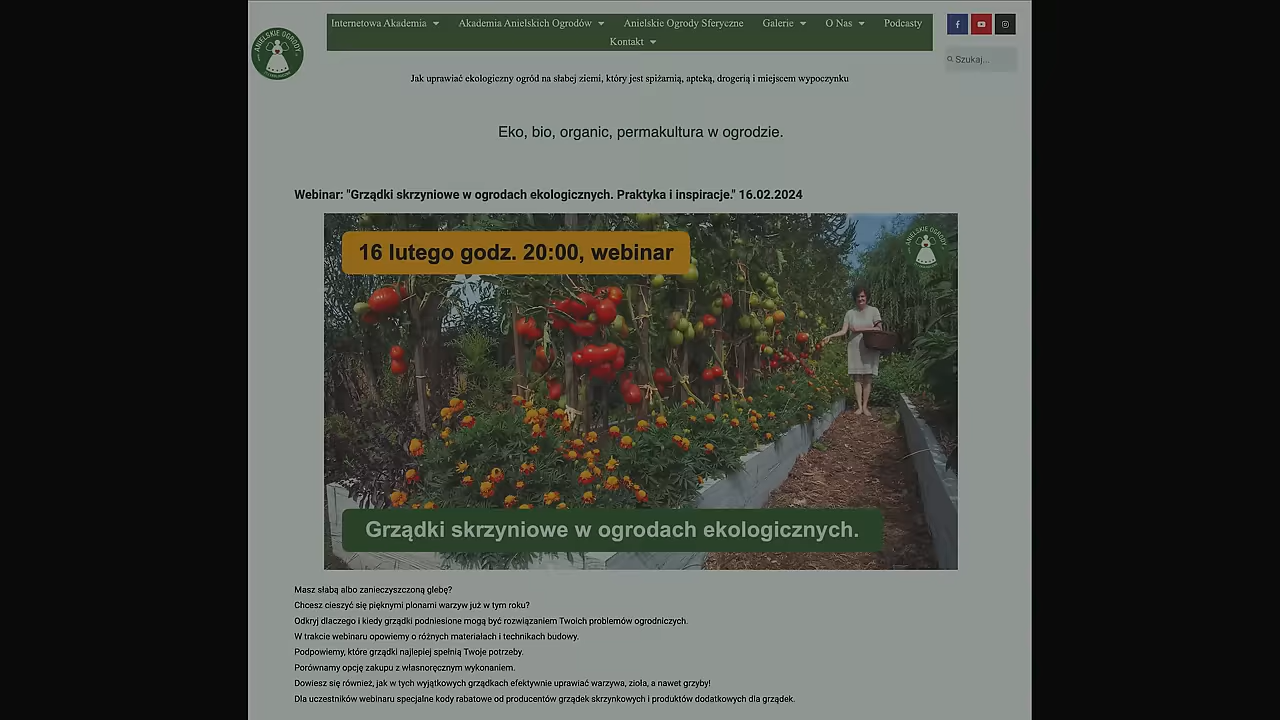 Internetowa Akademia
Akademia Anielskich Ogrodów
Anielskie Ogrody Sferyczne
Galerie
O Nas
Podcasty
Kontakt
Szukaj...
ANIELSKIE OGRODY
Jak uprawiać ekologiczny ogród na słabej ziemi, który jest spiżarnią, apteką, drogerią i miejscem wypoczynku
Eko, bio, organic, permakultura w ogrodzie.
Webinar: "Grządki skrzyniowe w ogrodach ekologicznych. Praktyka i inspiracje." 16.02.2024
16 lutego godz. 20:00, webinar
ANIELSKIE OGRODY
Grządki skrzyniowe w ogrodach ekologicznych.
Masz słabą albo zanieczyszczoną glebę?
Chcesz cieszyć się pięknymi plonami warzyw już w tym roku?
Odkryj dlaczego i kiedy grządki podniesione mogą być rozwiązaniem Twoich problemów ogrodniczych.
W trakcie webinaru opowiemy o różnych materiałach i technikach budowy.
Podpowiemy, które grządki najlepiej spełnią Twoje potrzeby.
Porównamy opcję zakupu z własnoręcznym wykonaniem.
Dowiesz się również, jak w tych wyjątkowych grządkach efektywnie uprawiać warzywa, zioła, a nawet grzyby!
Dla uczestników webinaru specjalne kody rabatowe od producentów grządek skrzynkowych i produktów dodatkowych dla grządek.